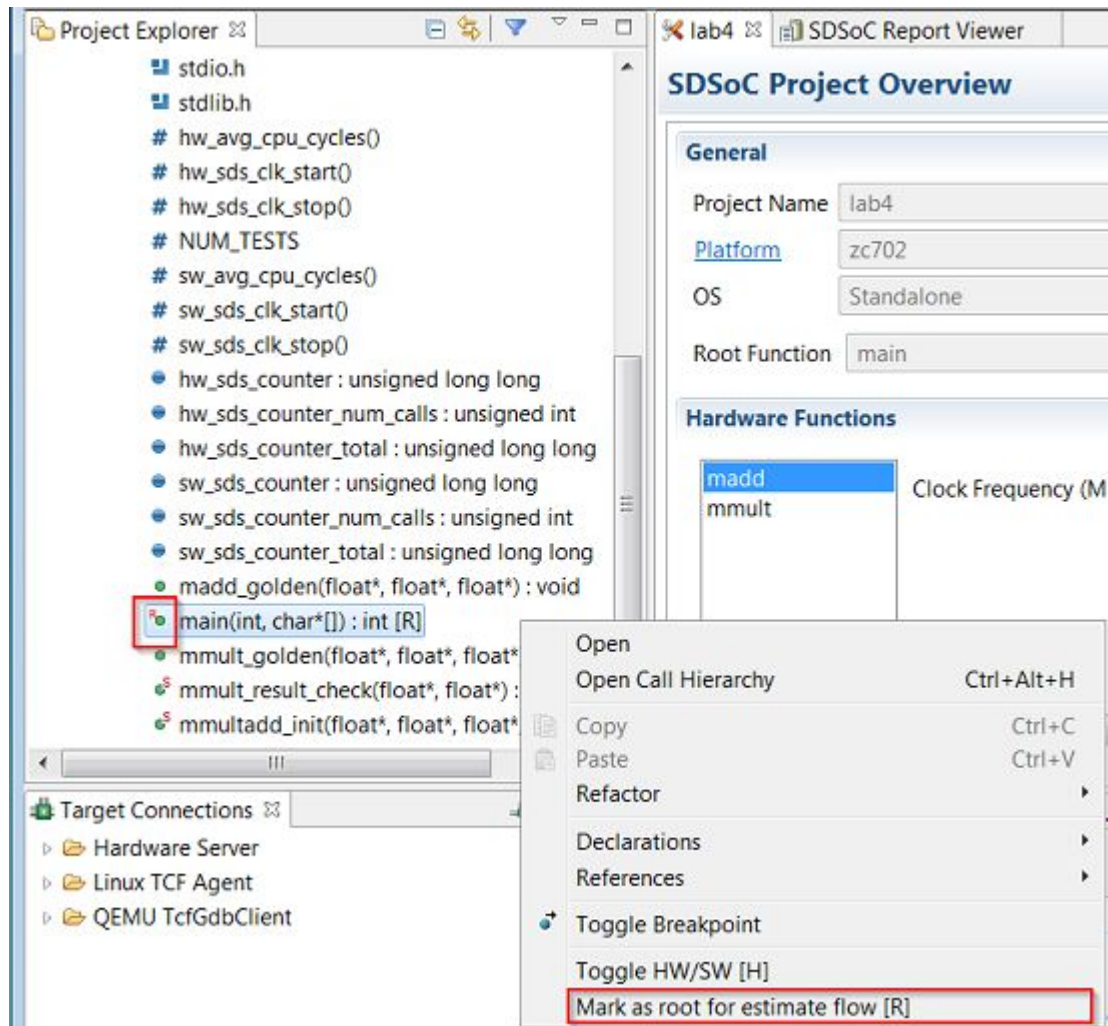 Project Explorer
stdio.h
stdlib.h
# hw_avg_cpu_cycles()
# hw_sds_clk_start()
# hw_sds_clk_stop()
# NUM_TESTS
# sw_avg_cpu_cycles()
# sw_sds_clk_start()
# sw_sds_clk_stop()
hw_sds_counter : unsigned long long
hw_sds_counter_num_calls : unsigned int
hw_sds_counter_total : unsigned long long
sw_sds_counter : unsigned long long
sw_sds_counter_num_calls : unsigned int
sw_sds_counter_total : unsigned long long
madd_golden(float*, float*, float*) : void
R main(int, char*[]) : int [R]
mmult_golden(float*, float*, float*
S mmult_result_check(float*, float*) :
S mmultadd_init(float*, float*, float*
Target Connections
Hardware Server
Linux TCF Agent
QEMU TcfGdbClient
lab4
SDSoC Report Viewer
SDSoC Project Overview
General
Project Name lab4
Platform zc702
OS Standalone
Root Function main
Hardware Functions
madd
mmult
Clock Frequency (M
Open
Open Call Hierarchy Ctrl+Alt+H
Copy Ctrl+C
Paste Ctrl+V
Refactor
Declarations
References
Toggle Breakpoint
Toggle HW/SW [H]
Mark as root for estimate flow [R]